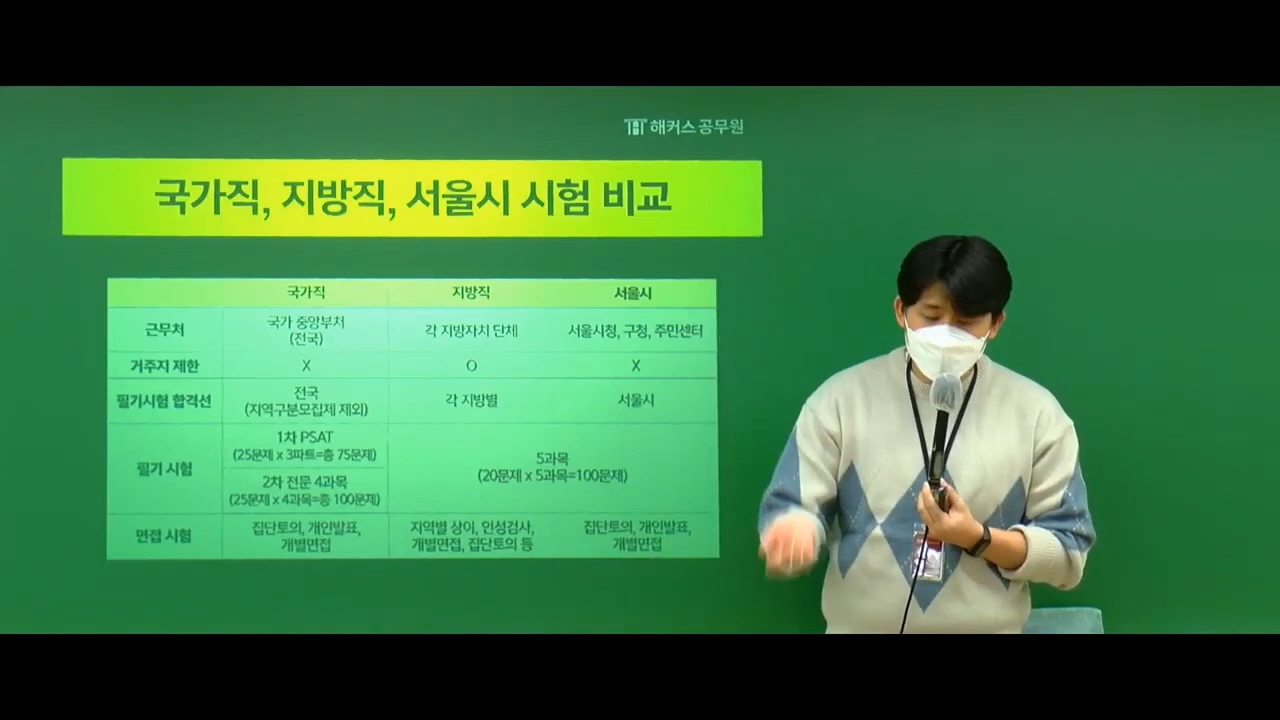 해커스공무원
국가직, 지방직, 서울시 시험 비교
국가직 지방직 서울시
근무처 국가 중앙부처 (전국) 각 지방자치 단체 서울시청, 구청, 주민센터
거주지 제한 X O X
필기시험 합격선 전국 (지역구분모집제 제외) 각 지방별 서울시
필기 시험
1차 PSAT
(25문제 x 3파트=총 75문제)
2차 전문 4과목
(25문제 x 4과목=총 100문제)
5과목
(20문제 x 5과목=100문제)
면접 시험
집단토의, 개인발표,
개별면접
지역별 상이, 인성검사,
개별면접, 집단토의 등
집단토의, 개인발표,
개별면접